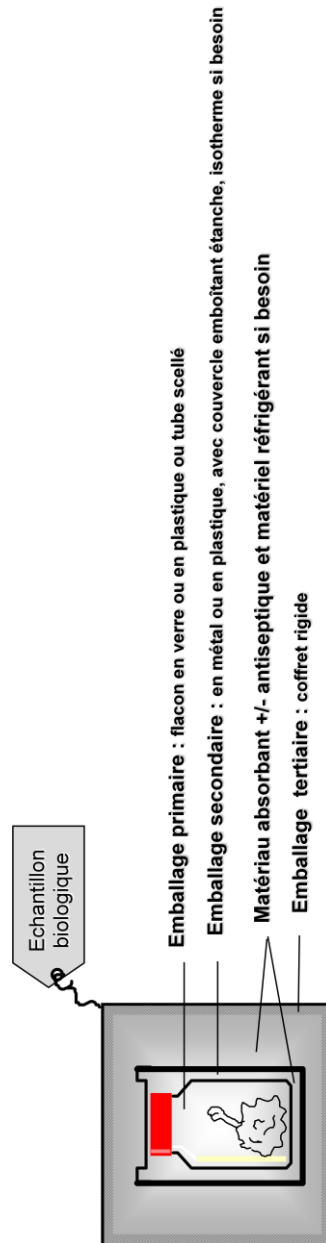 Echantillon
biologique
Emballage primaire : flacon en verre ou en plastique ou tube scellé
Emballage secondaire : en métal ou en plastique, avec couvercle emboîtant étanche, isotherme si besoin
Matériau absorbant +/- antiseptique et matériel réfrigérant si besoin
Emballage tertiaire : coffret rigide